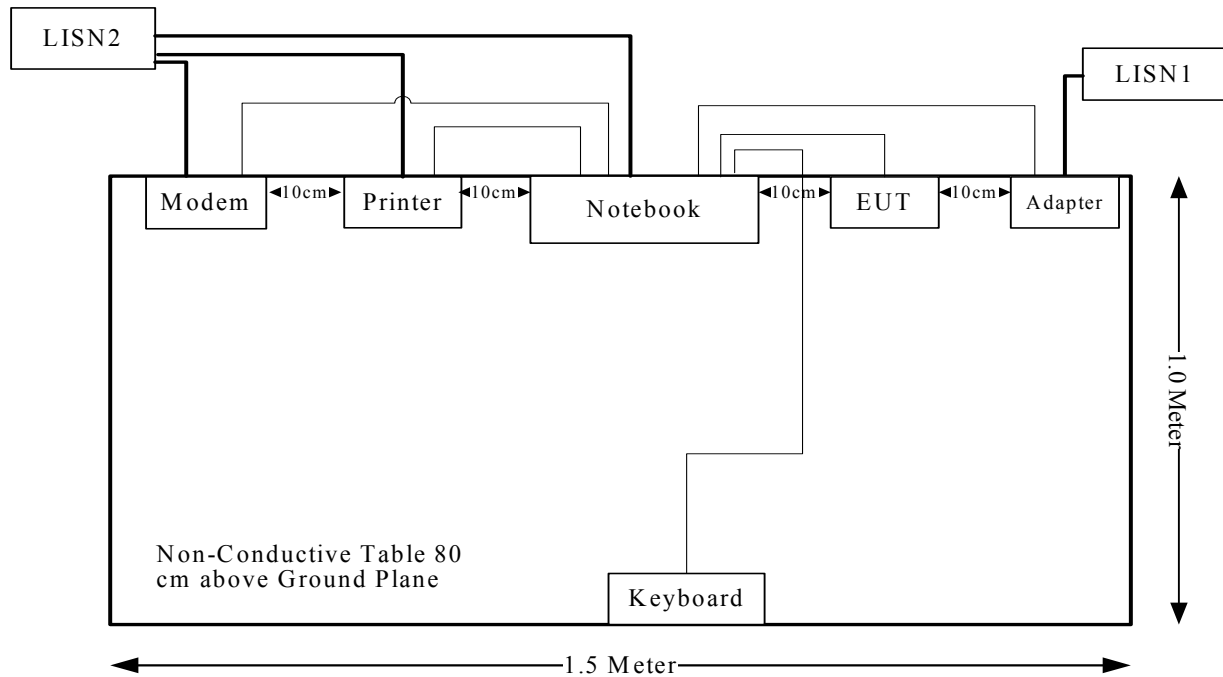 LISN2
LISN1
Modem
10cm
Printer
10cm
Notebook
10cm
EUT
10cm
Adapter
1.0 Meter
Non-Conductive Table 80
cm above Ground Plane
Keyboard
1.5 Meter